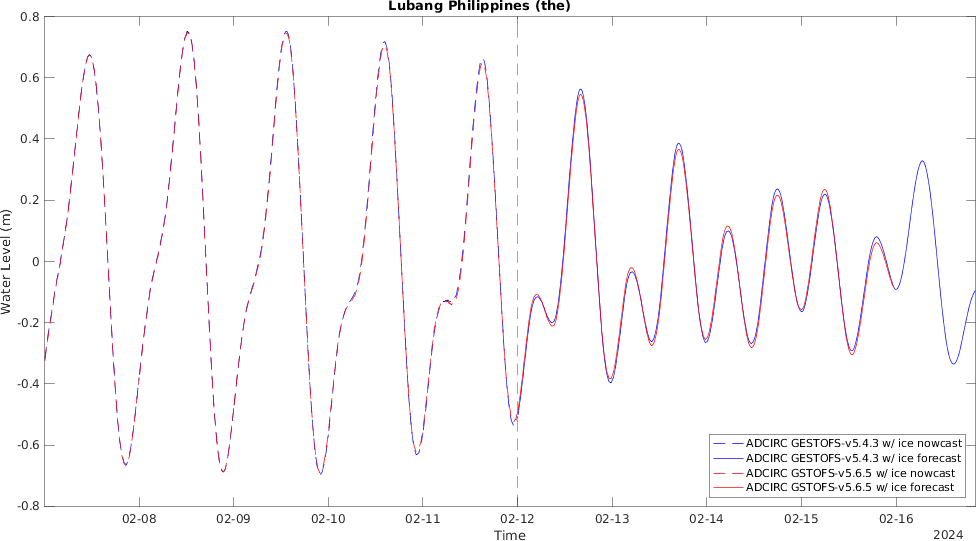 Lubang Philippines (the)
0.8
0.6
0.4
0.2
0
-0.2
-0.4
-0.6
-0.8
Water Level (m)
02-08 02-09 02-10 02-11 02-12 02-13 02-14 02-15 02-16
Time
2024
ADCIRC GESTOFS-v5.4.3 w/ ice nowcast
ADCIRC GESTOFS-v5.4.3 w/ ice forecast
ADCIRC GSTOFS-v5.6.5 w/ ice nowcast
ADCIRC GSTOFS-v5.6.5 w/ ice forecast